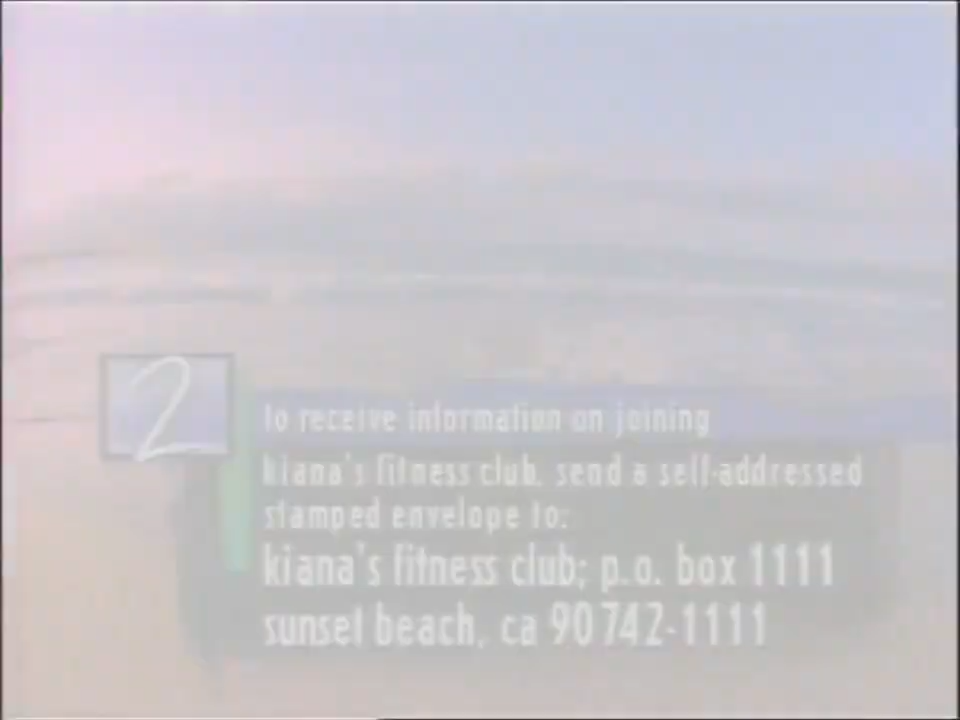 2
to receive information on joining
kiana's fitness club, send a self-addressed
stamped envelope to:
kiana's fitness club; p.o. box 1111
sunset beach, ca 90742-1111